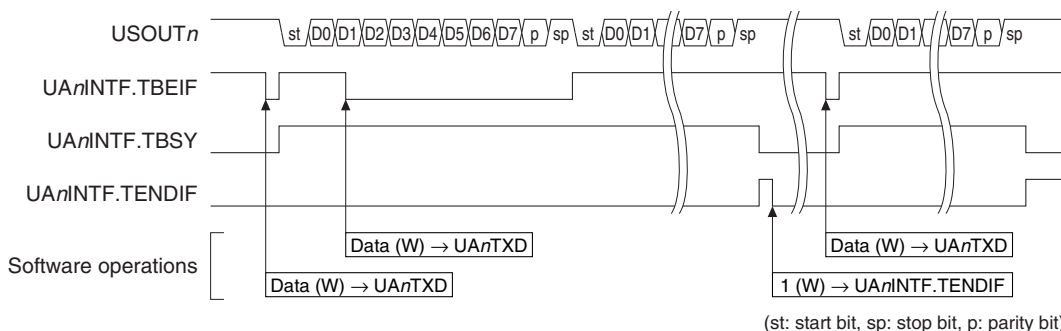 USOUTn
st D0 D1 D2 D3 D4 D5 D6 D7 p sp st D0 D1 D7 p sp st D0 D1 D7 p sp
UAnINTF.TBEIF
UAnINTF.TBSY
UAnINTF.TENDIF
Software operations
Data (W) → UAnTXD Data (W) → UAnTXD
Data (W) → UAnTXD 1 (W) → UAnINTF.TENDIF
(st: start bit, sp: stop bit, p: parity bit)